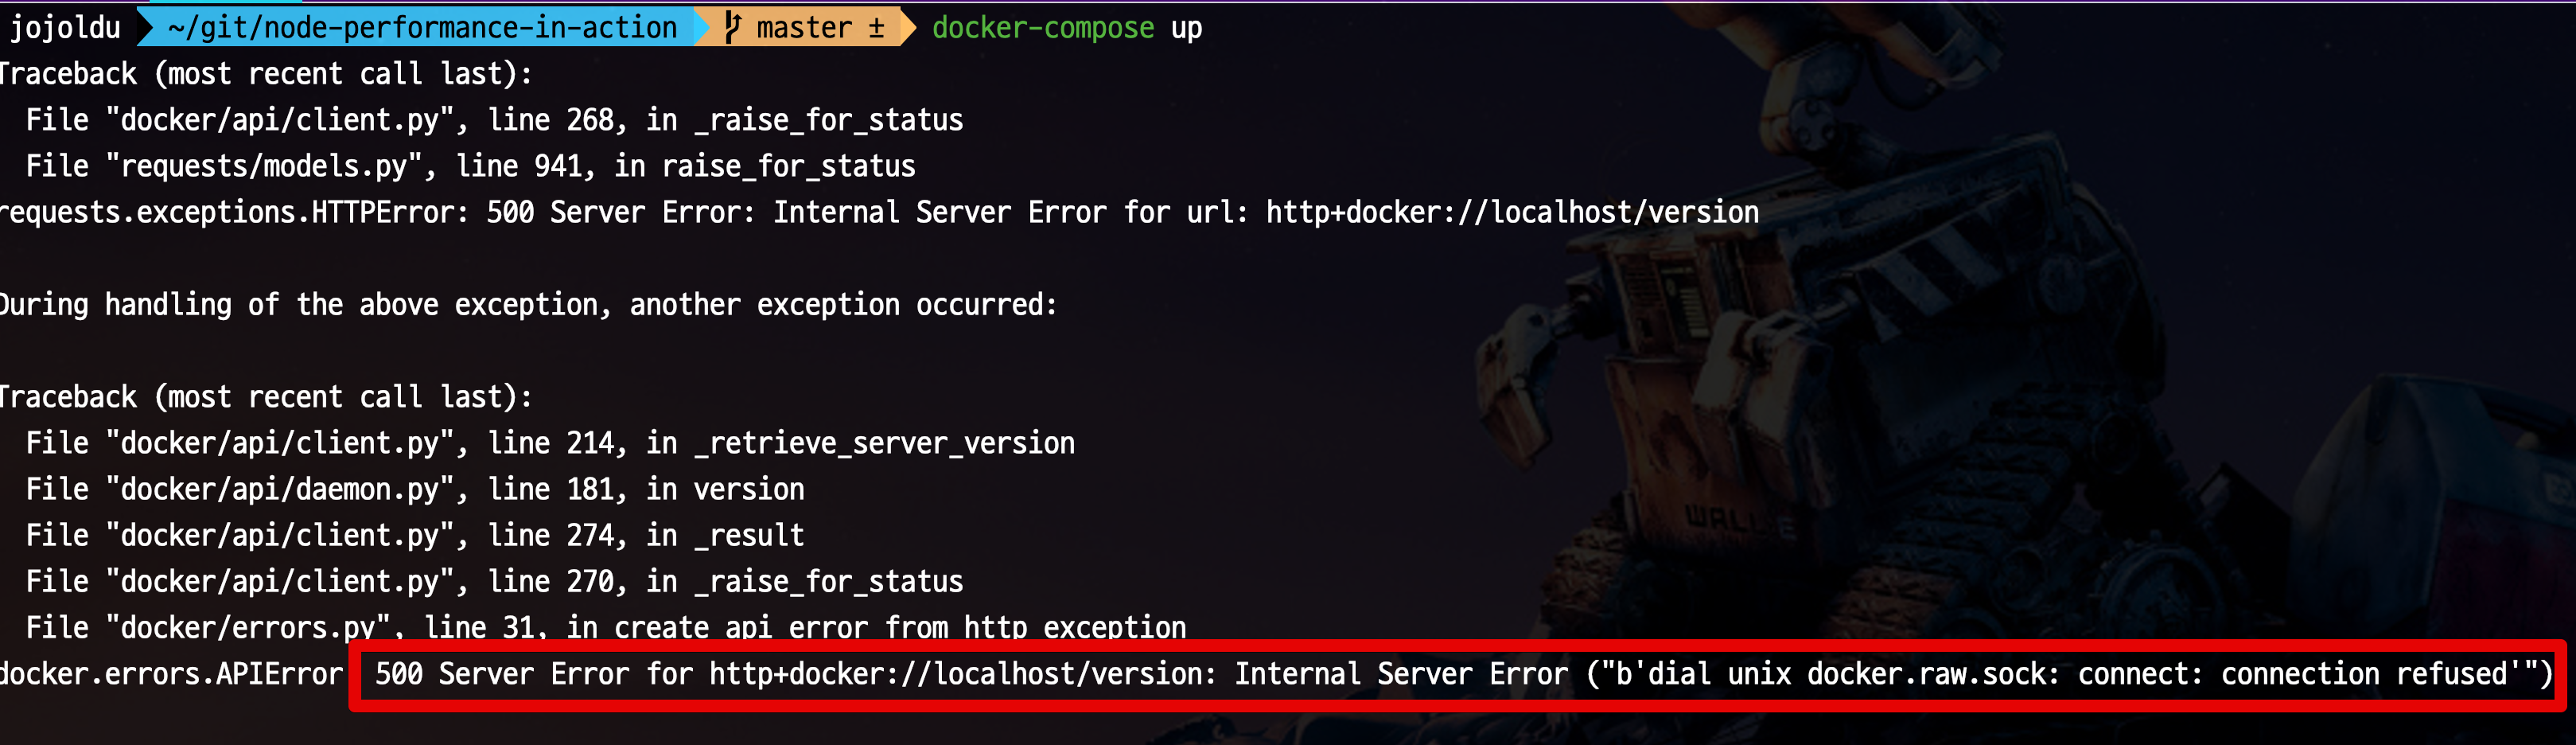 jojoldu ~/git/node-performance-in-action master ± docker-compose up
Traceback (most recent call last):
  File "docker/api/client.py", line 268, in _raise_for_status
  File "requests/models.py", line 941, in raise_for_status
requests.exceptions.HTTPError: 500 Server Error: Internal Server Error for url: http+docker://localhost/version
During handling of the above exception, another exception occurred:
Traceback (most recent call last):
  File "docker/api/client.py", line 214, in _retrieve_server_version
  File "docker/api/daemon.py", line 181, in version
  File "docker/api/client.py", line 274, in _result
  File "docker/api/client.py", line 270, in _raise_for_status
  File "docker/errors.py", line 31, in create_api_error_from_http_exception
docker.errors.APIError: 500 Server Error for http+docker://localhost/version: Internal Server Error ("b'dial unix docker.raw.sock: connect: connection refused'")
WALL·E